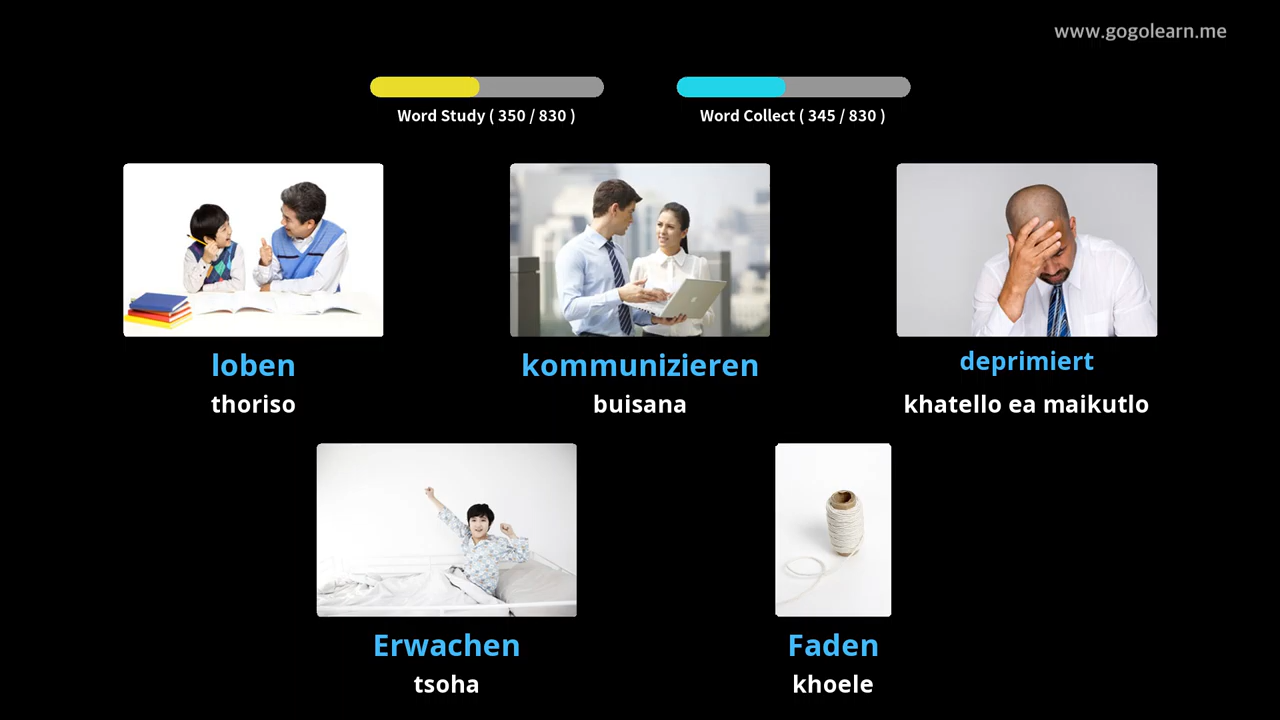 www.gogolearn.me
Word Study ( 350 / 830 )
Word Collect ( 345 / 830 )
loben
thoriso
kommunizieren
buisana
deprimiert
khatello ea maikutlo
Erwachen
tsoha
Faden
khoele